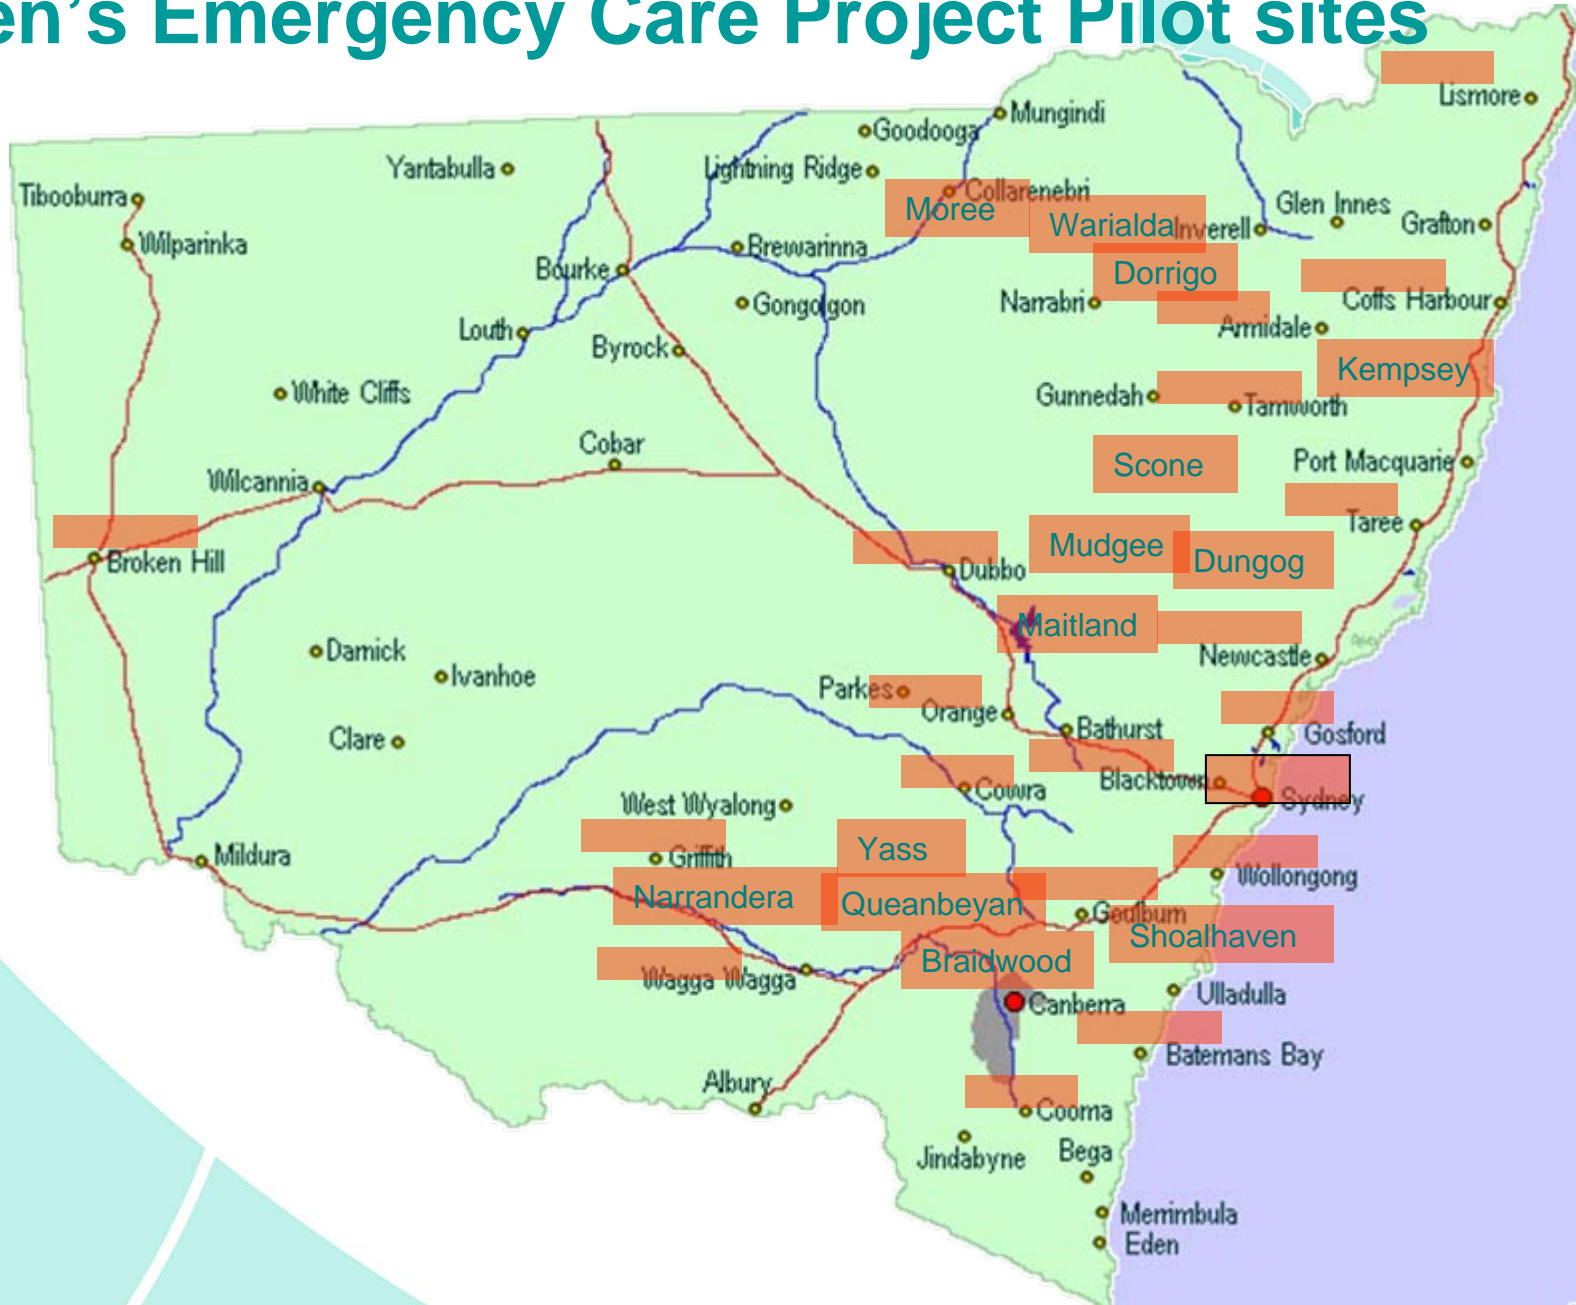 en's Emergency Care Project Pilot sites
Lismore
Mungindi
Goodooga
Yantabulla
Lightning Ridge
Tibooburra
Collarenebri
Moree
Glen Innes
Warialda
Inverell
Grafton
Wilparinka
Brewarinna
Bourke
Dorrigo
Narrabri
Coffs Harbour
Gongolgon
Louth
Armidale
Byrock
Kempsey
White Cliffs
Gunnedah
Tamworth
Cobar
Scone
Port Macquarie
Wilcannia
Taree
Mudgee
Dungog
Broken Hill
Dubbo
Maitland
Darnick
Newcastle
Ivanhoe
Parkes
Orange
Bathurst
Gosford
Clare
Blacktown
Cowra
Sydney
West Wyalong
Yass
Mildura
Griffith
Wollongong
Narrandera
Queanbeyan
Goulburn
Shoalhaven
Braidwood
Wagga Wagga
Ulladulla
Canberra
Batemans Bay
Albury
Cooma
Bega
Jindabyne
Merrimbula
Eden